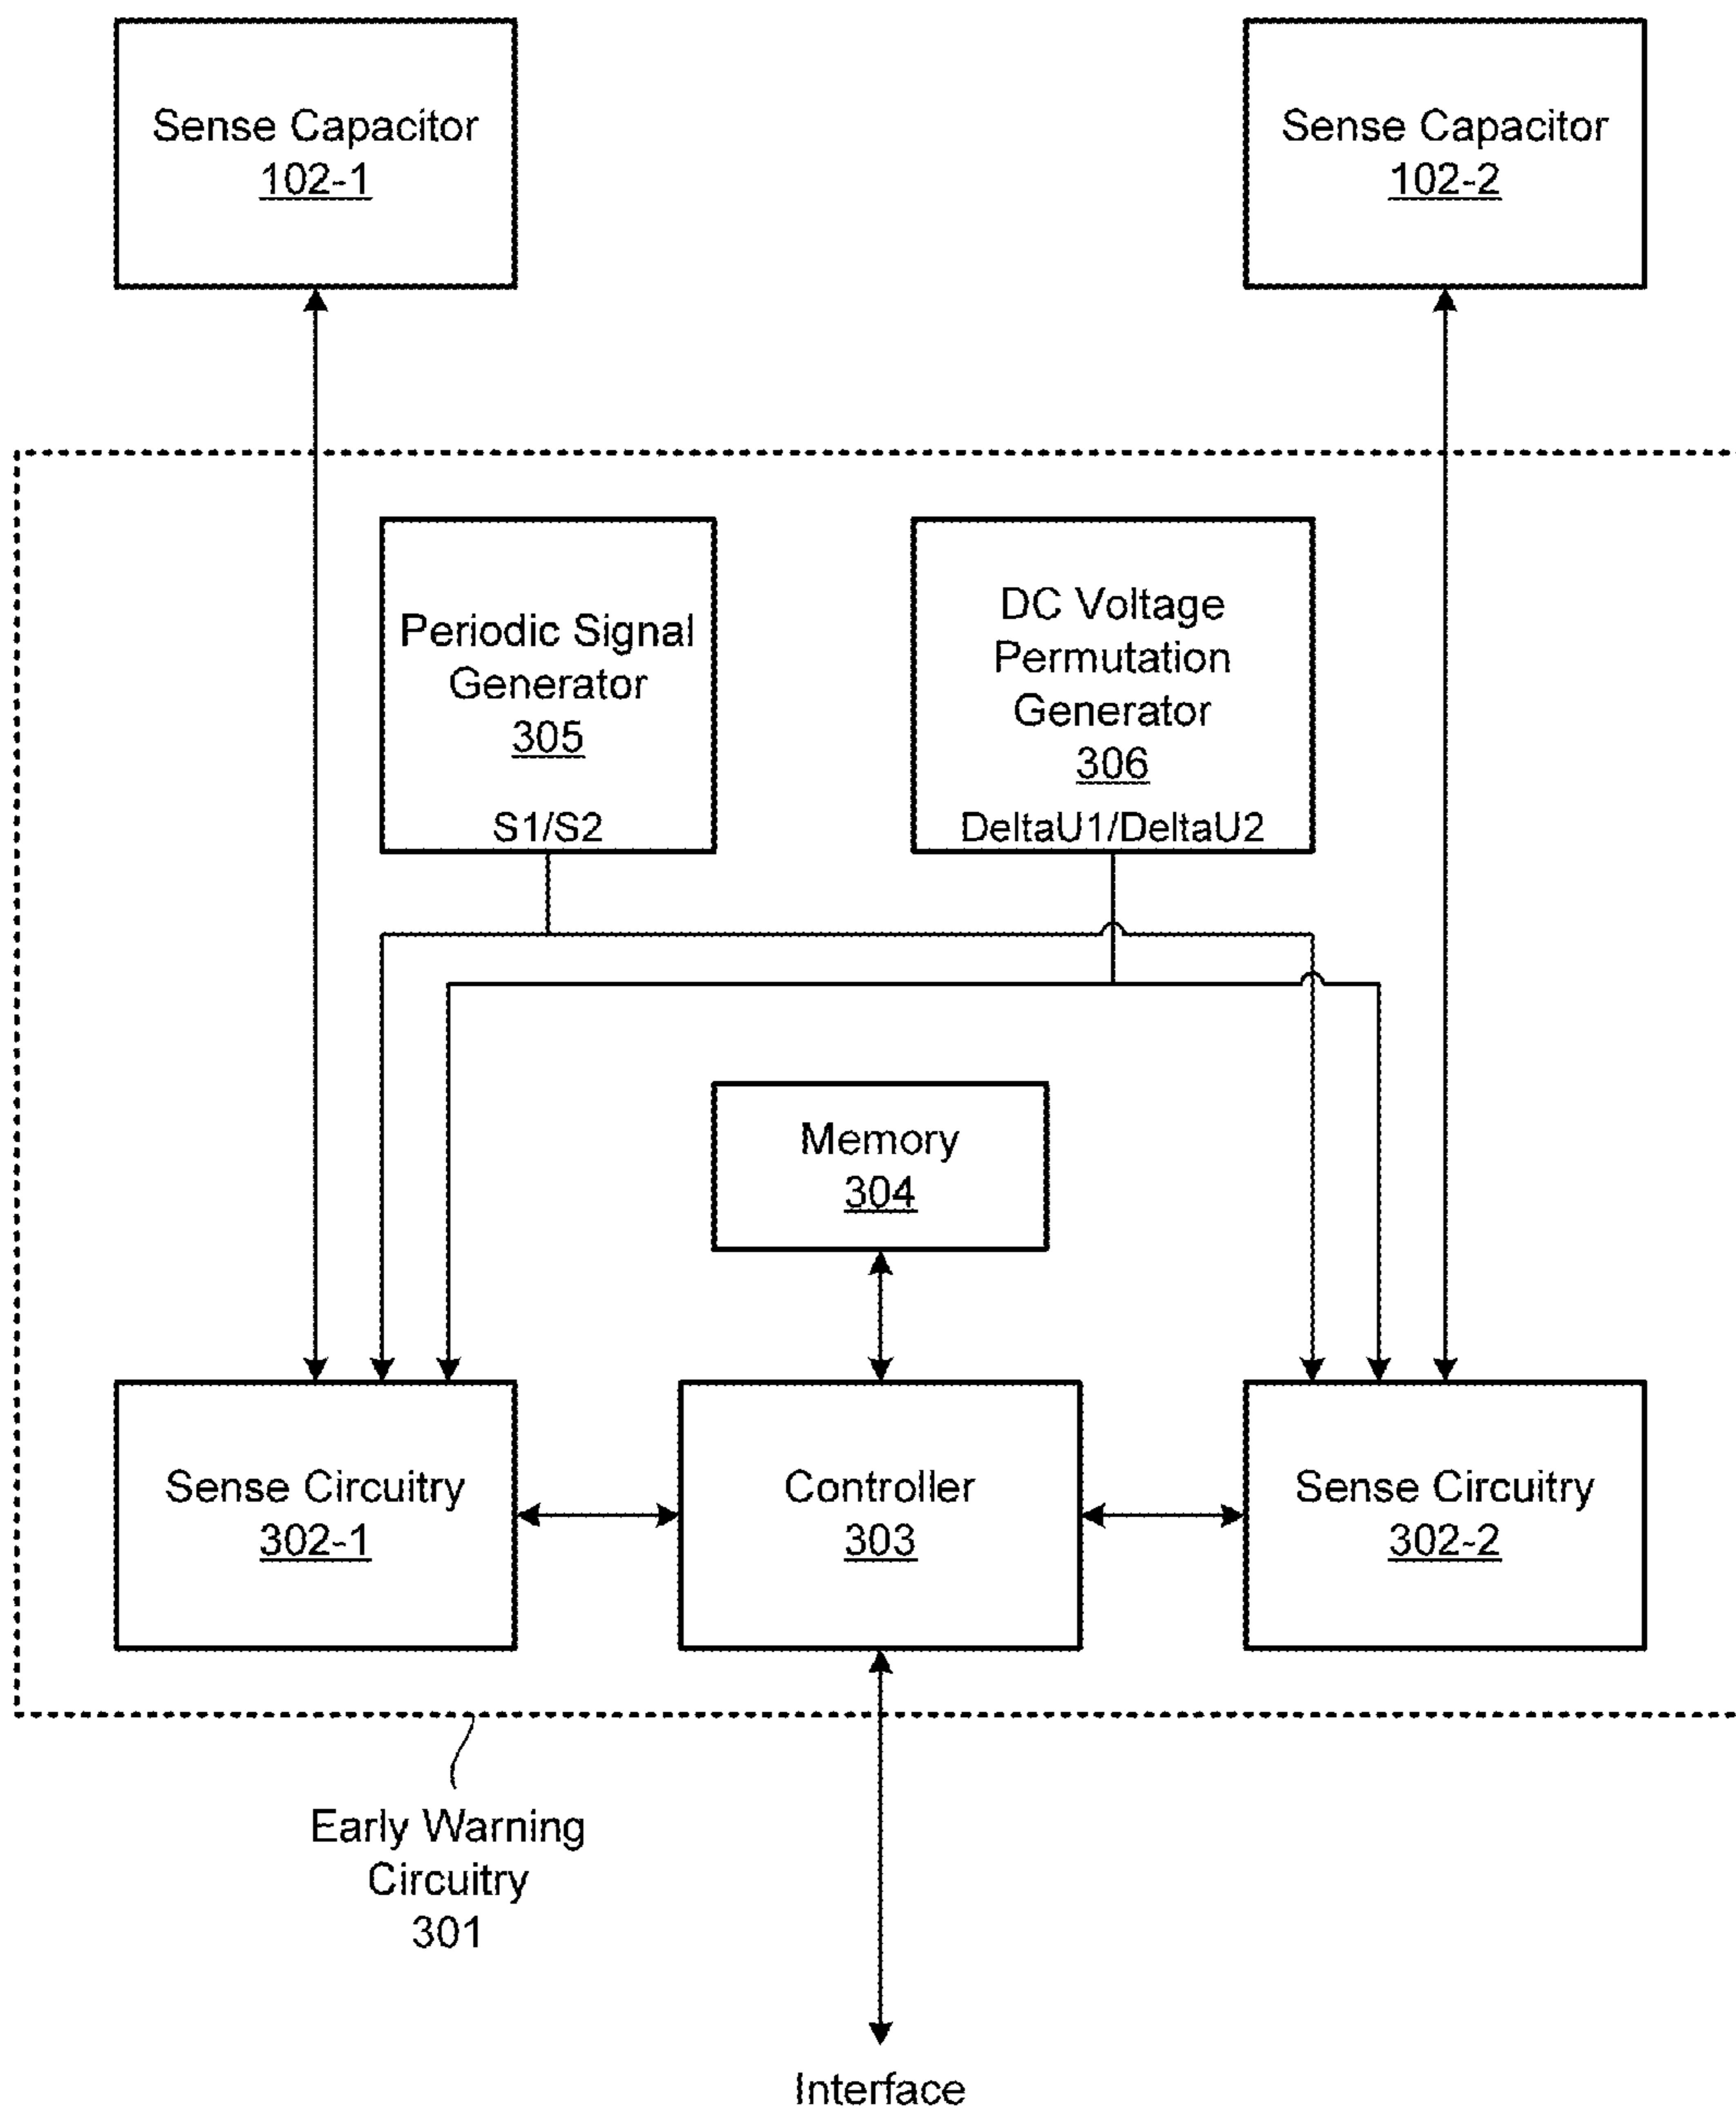 Sense Capacitor
102-1
Sense Capacitor
102-2
Periodic Signal
Generator
305
S1/S2
DC Voltage
Permutation
Generator
306
DeltaU1/DeltaU2
Memory
304
Sense Circuitry
302-1
Controller
303
Sense Circuitry
302-2
Early Warning
Circuitry
301
Interface